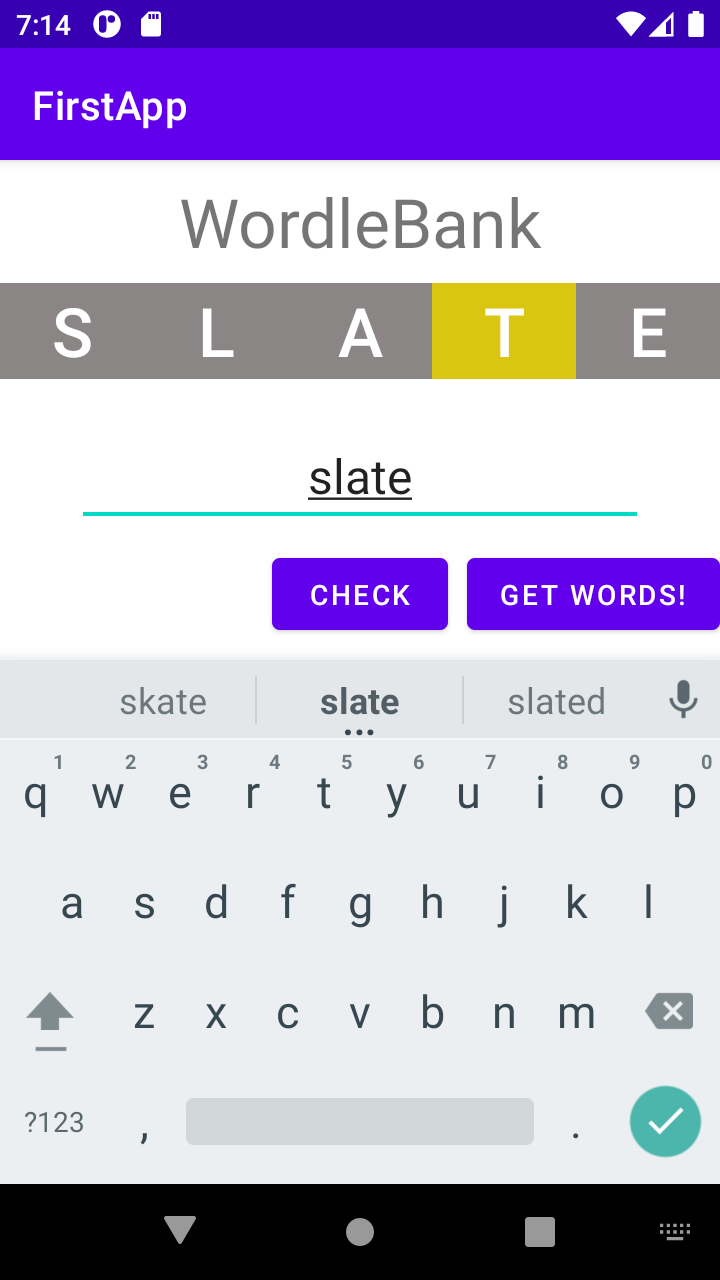 7:14
FirstApp
WordleBank
S L A T E
slate
CHECK GET WORDS!
skate slate slated
1 2 3 4 5 6 7 8 9 0
q w e r t y u i o p
a s d f g h j k l
z x c v b n m
?123 , .